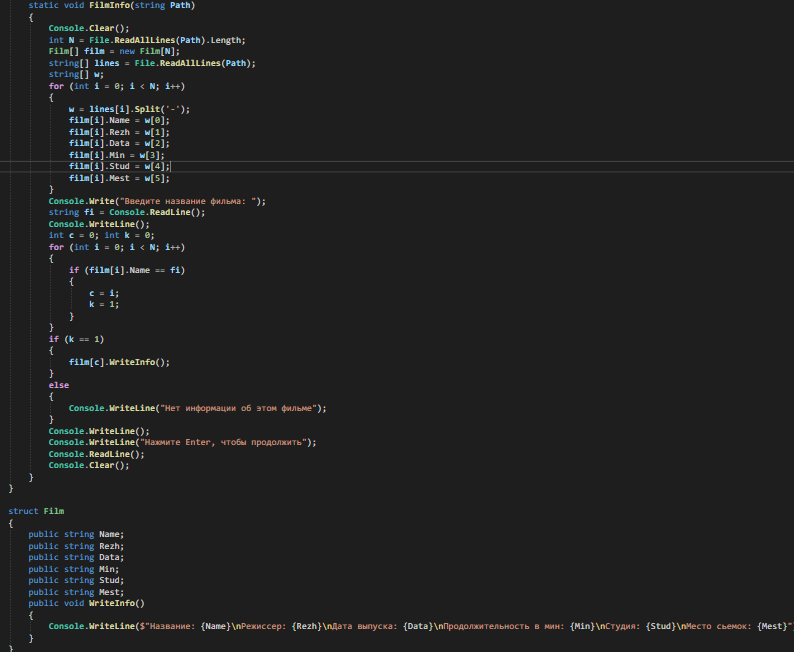 static void FilmInfo(string Path)
{
Console.Clear();
int N = File.ReadAllLines(Path).Length;
Film[] film = new Film[N];
string[] lines = File.ReadAllLines(Path);
string[] w;
for (int i = 0; i < N; i++)
{
w = lines[i].Split('-');
film[i].Name = w[0];
film[i].Rezh = w[1];
film[i].Data = w[2];
film[i].Min = w[3];
film[i].Stud = w[4];
film[i].Mest = w[5];
}
Console.Write("Введите название фильма: ");
string fi = Console.ReadLine();
Console.WriteLine();
int c = 0; int k = 0;
for (int i = 0; i < N; i++)
{
if (film[i].Name == fi)
{
c = i;
k = 1;
}
}
if (k == 1)
{
film[c].WriteInfo();
}
else
{
Console.WriteLine("Нет информации об этом фильме");
}
Console.WriteLine();
Console.WriteLine("Нажмите Enter, чтобы продолжить");
Console.ReadLine();
Console.Clear();
}
}
struct Film
{
public string Name;
public string Rezh;
public string Data;
public string Min;
public string Stud;
public string Mest;
public void WriteInfo()
{
Console.WriteLine($"Название: {Name}\nРежиссер: {Rezh}\nДата выпуска: {Data}\nПродолжительность в мин: {Min}\nСтудия: {Stud}\nМесто сьемок: {Mest}"
}
}